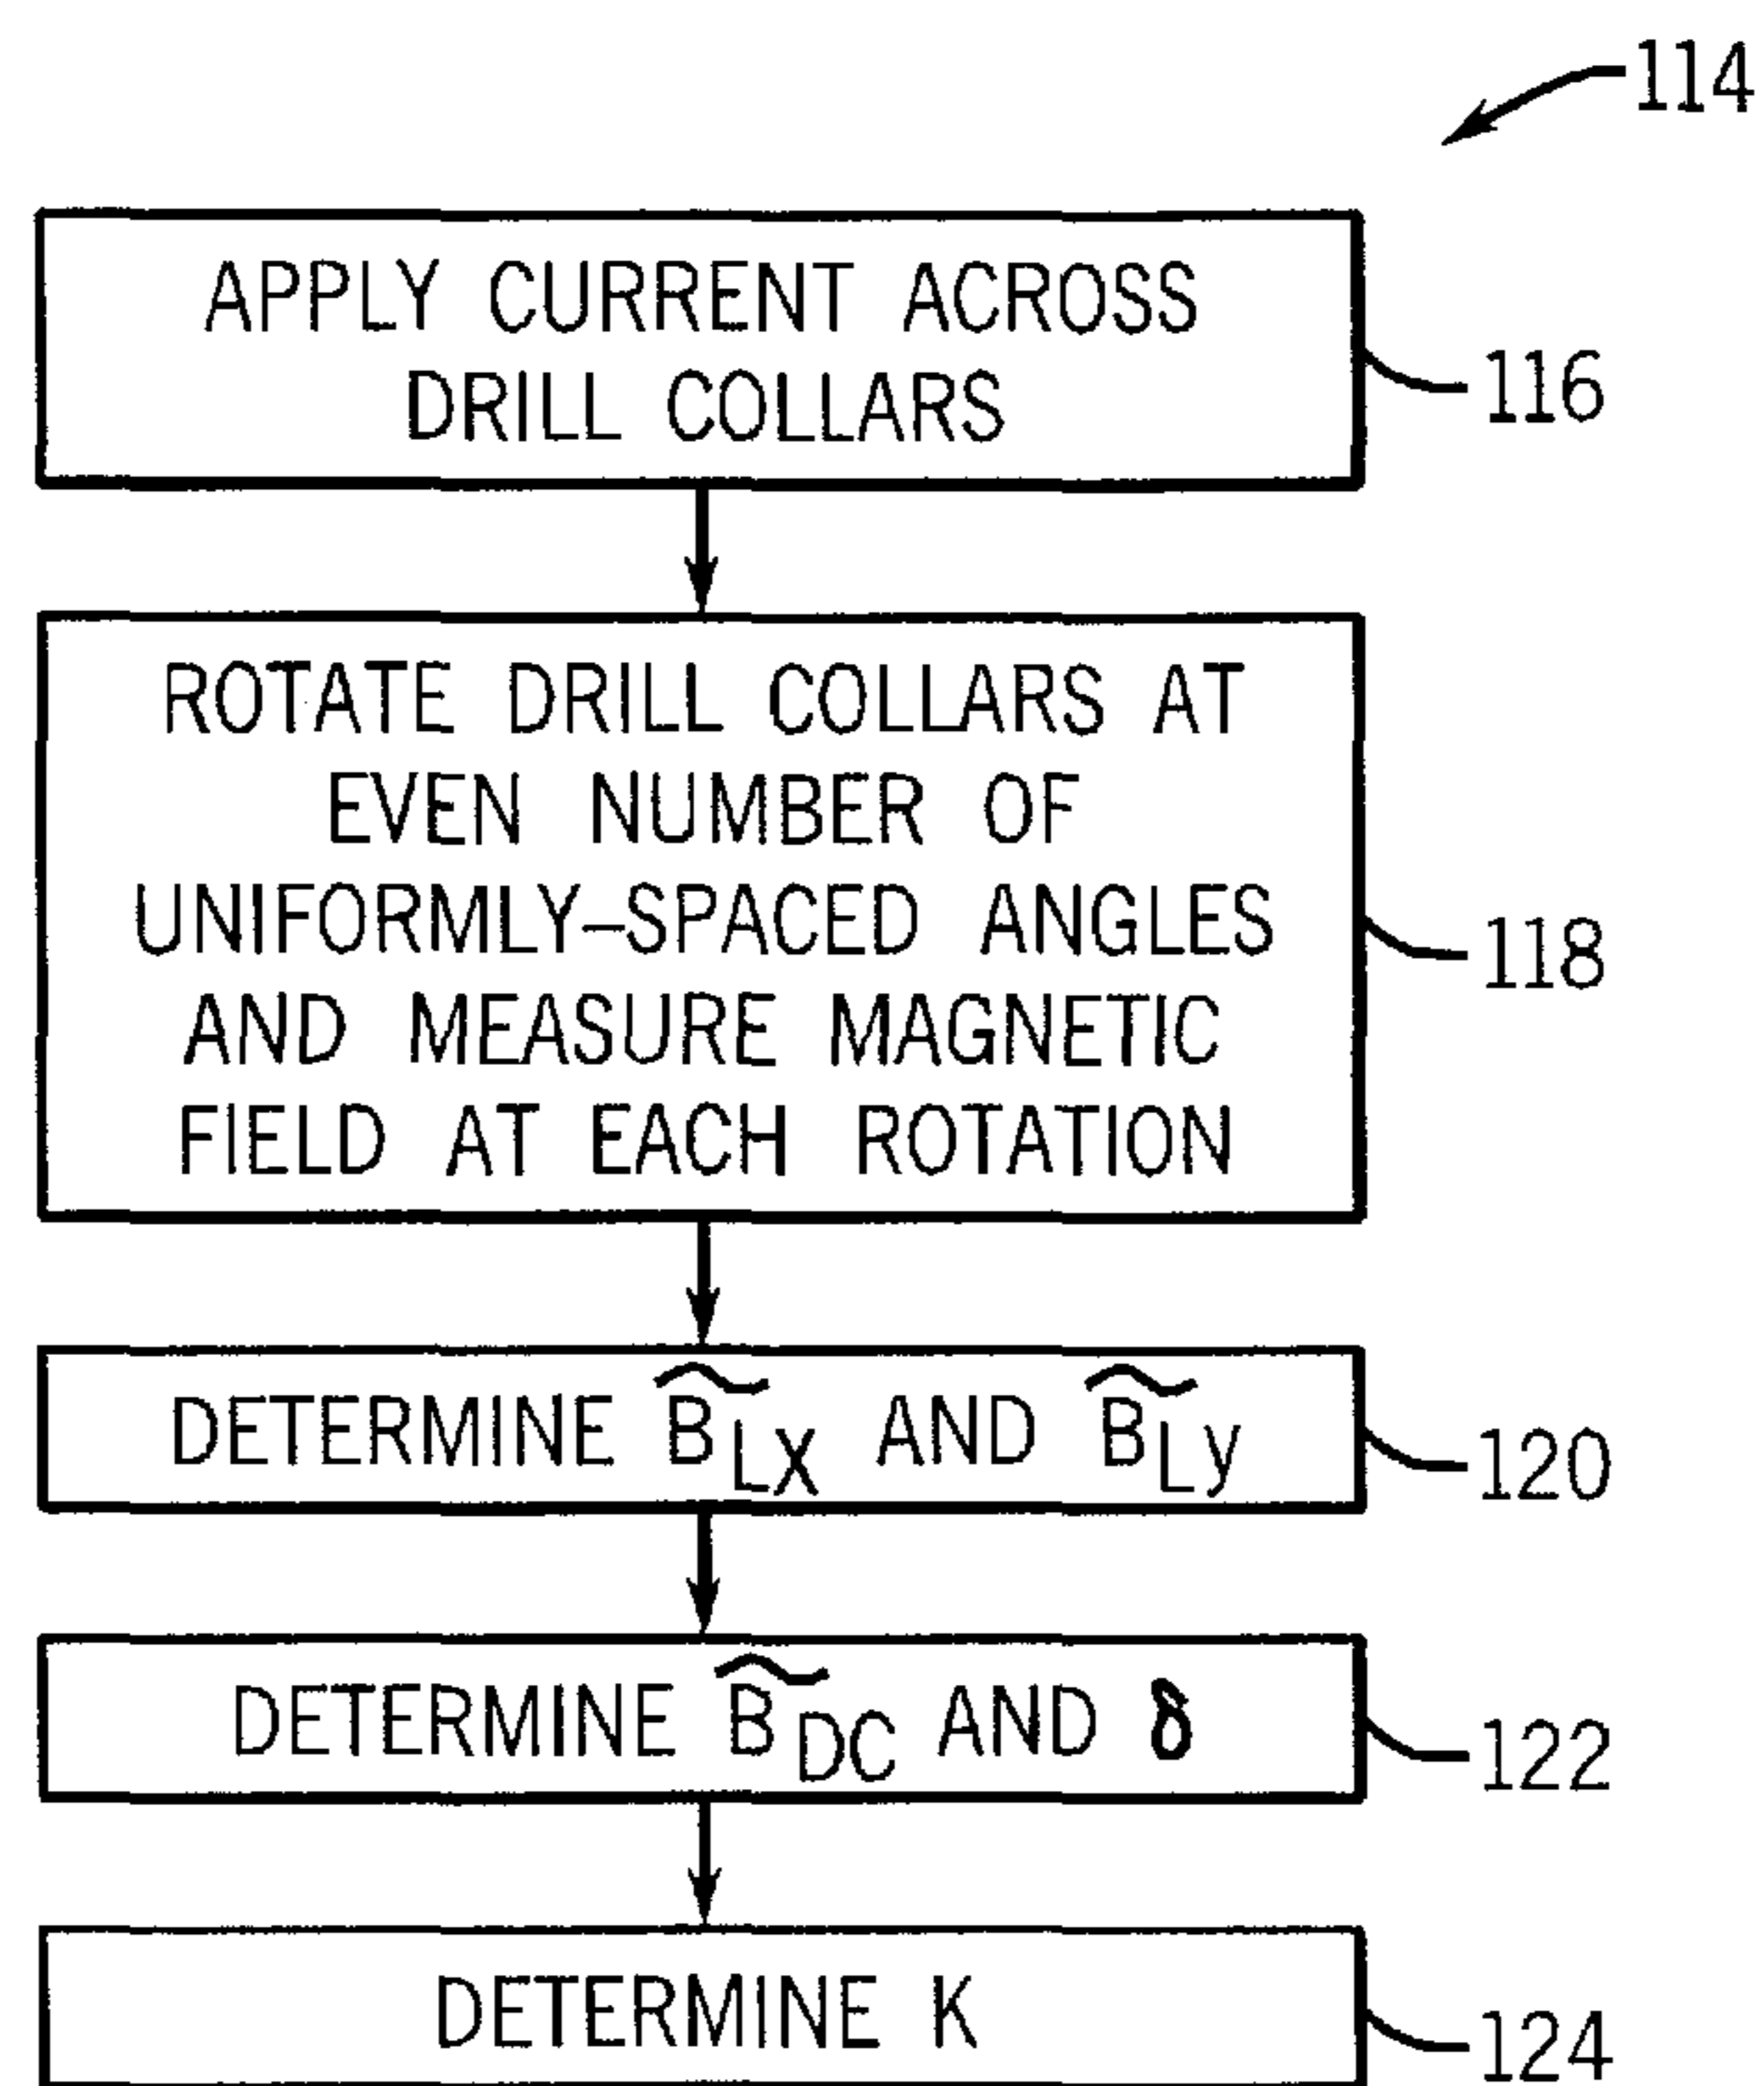 114
APPLY CURRENT ACROSS
DRILL COLLARS
116
ROTATE DRILL COLLARS AT
EVEN NUMBER OF
UNIFORMLY-SPACED ANGLES
AND MEASURE MAGNETIC
FIELD AT EACH ROTATION
118
DETERMINE B̃LX AND B̃Ly
120
DETERMINE B̃DC AND δ
122
DETERMINE K
124